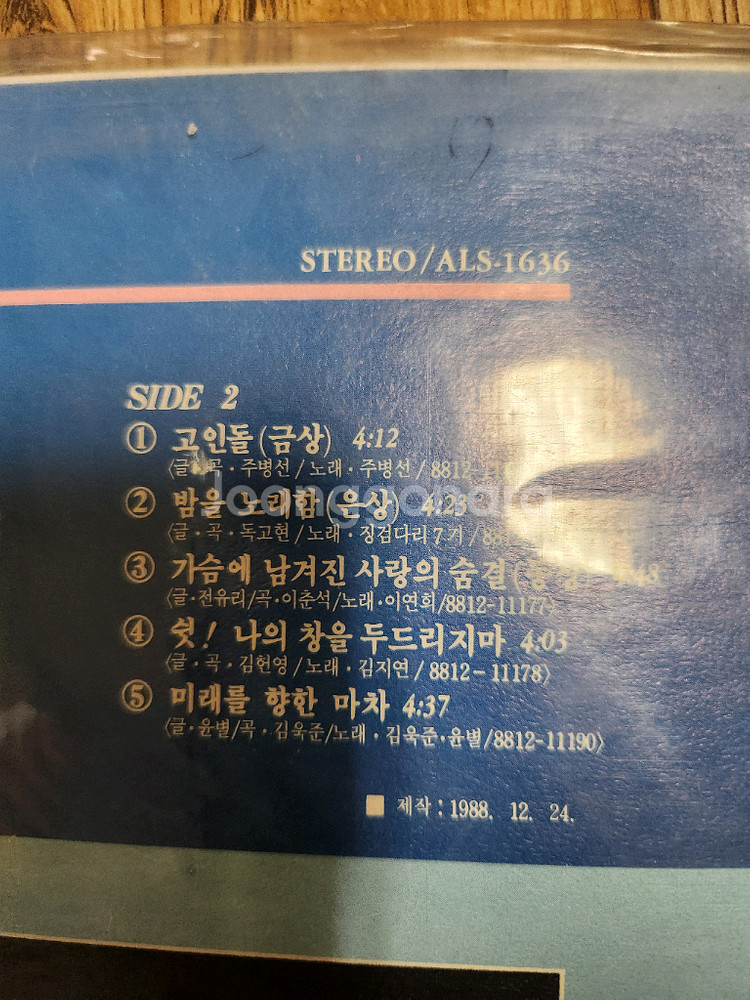 STEREO/ALS-1636
SIDE 2
① 고인돌 (금상) 4:12
〈글·곡·주병선/노래·주병선/8812-
② 밤을 노래함 (은상) 4:23
〈글·곡·독고현/노래·징검다리 7기/
③ 가슴에 남겨진 사랑의 숨결
〈글·전유리/곡·이춘석/노래·이연희/8812-11177〉
④ 쉿! 나의 창을 두드리지마 4:03
〈글·곡·김헌영/노래·김지연/8812-11178〉
⑤ 미래를 향한 마차 4:37
〈글·윤별/곡·김욱준/노래·김욱준·윤별/8812-11190〉
■ 제작: 1988. 12. 24.